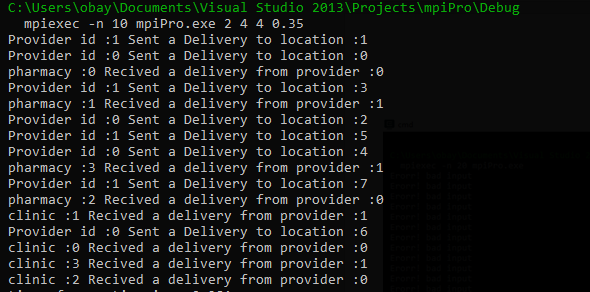 C:\Users\obay\Documents\Visual Studio 2013\Projects\mpiPro\Debug
mpiexec -n 10 mpiPro.exe 2 4 4 0.35
Provider id :1 Sent a Delivery to location :1
Provider id :0 Sent a Delivery to location :0
pharmacy :0 Recived a delivery from provider :0
Provider id :1 Sent a Delivery to location :3
pharmacy :1 Recived a delivery from provider :1
Provider id :0 Sent a Delivery to location :2
Provider id :1 Sent a Delivery to location :5
Provider id :0 Sent a Delivery to location :4
pharmacy :3 Recived a delivery from provider :1
Provider id :1 Sent a Delivery to location :7
pharmacy :2 Recived a delivery from provider :0
clinic :1 Recived a delivery from provider :1
Provider id :0 Sent a Delivery to location :6
clinic :0 Recived a delivery from provider :0
clinic :3 Recived a delivery from provider :1
clinic :2 Recived a delivery from provider :0